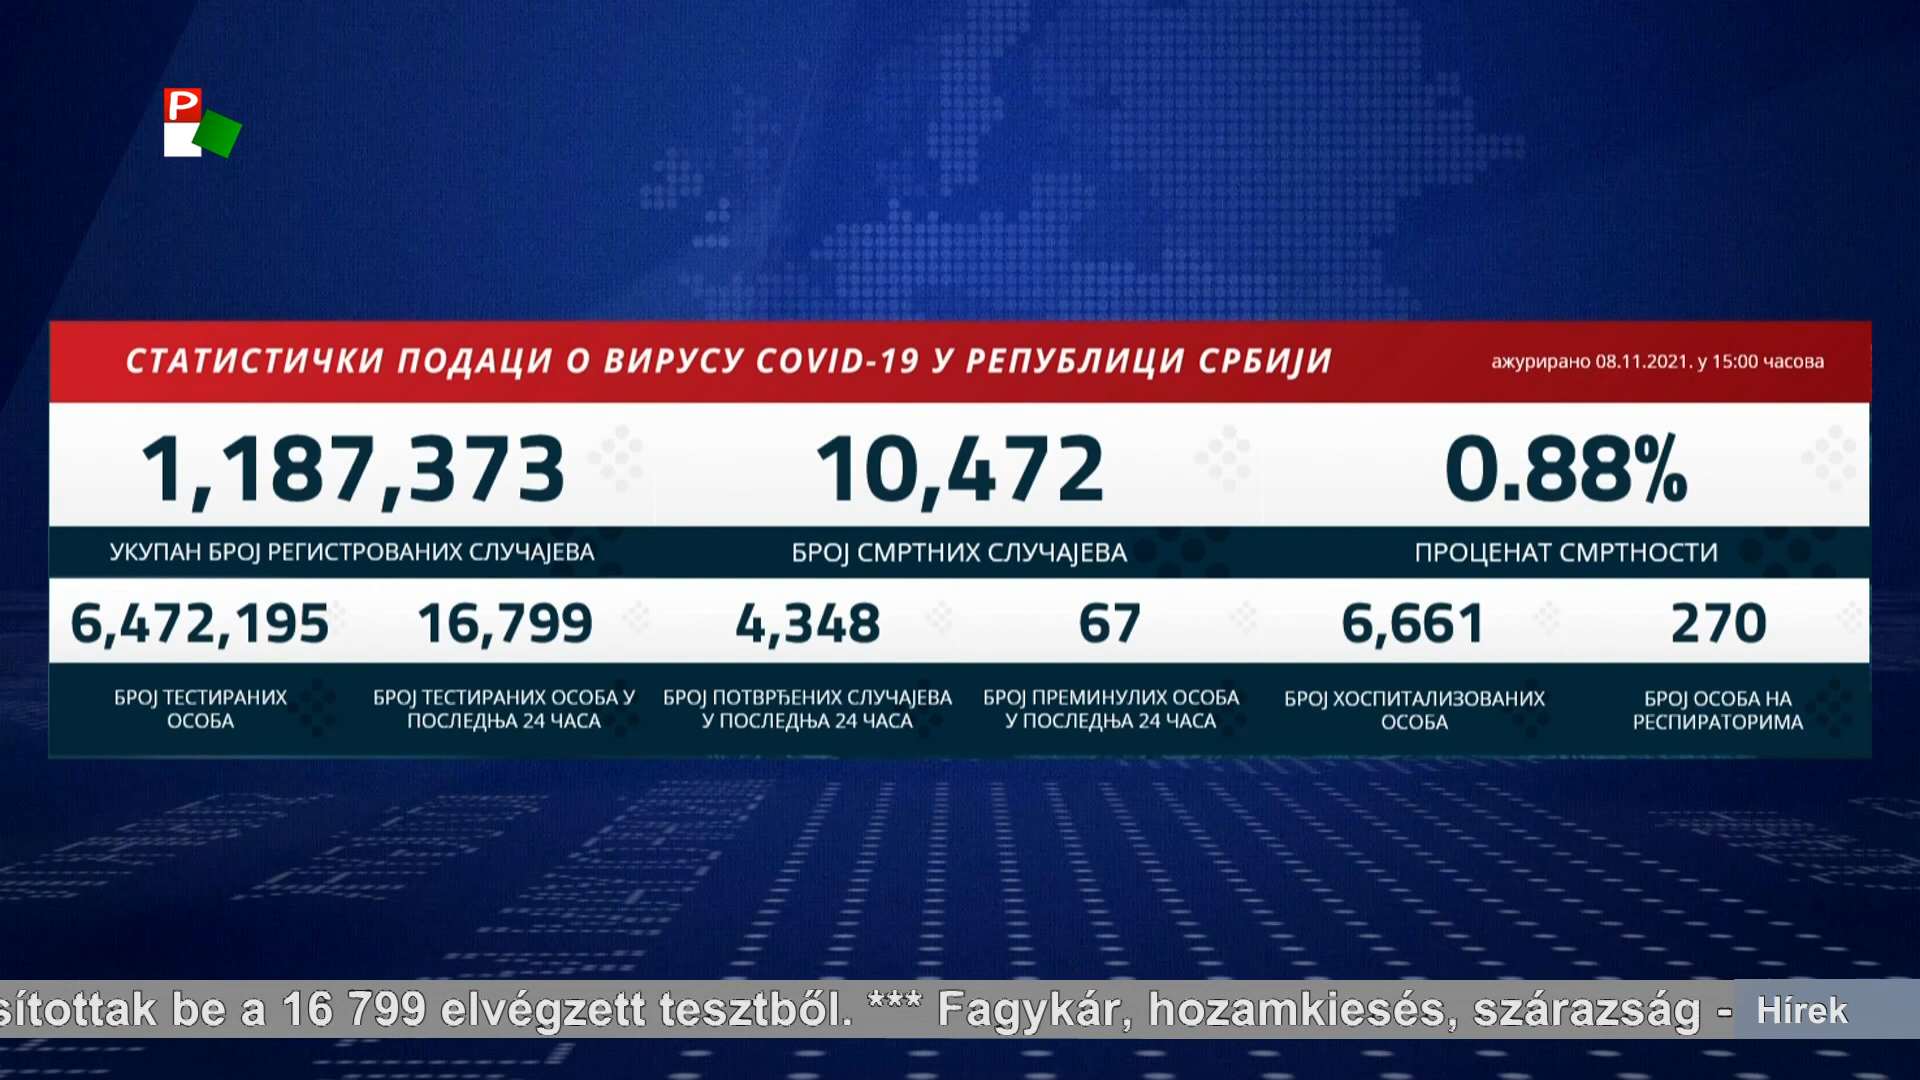 P
СТАТИСТИЧКИ ПОДАЦИ О ВИРУСУ COVID-19 У РЕПУБЛИЦИ СРБИЈИ
ажурирано 08.11.2021. у 15:00 часова
1,187,373
10,472
0.88%
УКУПАН БРОЈ РЕГИСТРОВАНИХ СЛУЧАЈЕВА
БРОЈ СМРТНИХ СЛУЧАЈЕВА
ПРОЦЕНАТ СМРТНОСТИ
6,472,195
16,799
4,348
67
6,661
270
БРОЈ ТЕСТИРАНИХ
ОСОБА
БРОЈ ТЕСТИРАНИХ ОСОБА У
ПОСЛЕДЊА 24 ЧАСА
БРОЈ ПОТВРЂЕНИХ СЛУЧАЈЕВА
У ПОСЛЕДЊА 24 ЧАСА
БРОЈ ПРЕМИНУЛИХ ОСОБА
У ПОСЛЕДЊА 24 ЧАСА
БРОЈ ХОСПИТАЛИЗОВАНИХ
ОСОБА
БРОЈ ОСОБА НА
РЕСПИРАТОРИМА
sítottak be a 16 799 elvégzett tesztből. *** Fagykár, hozamkiesés, szárazság -
Hírek